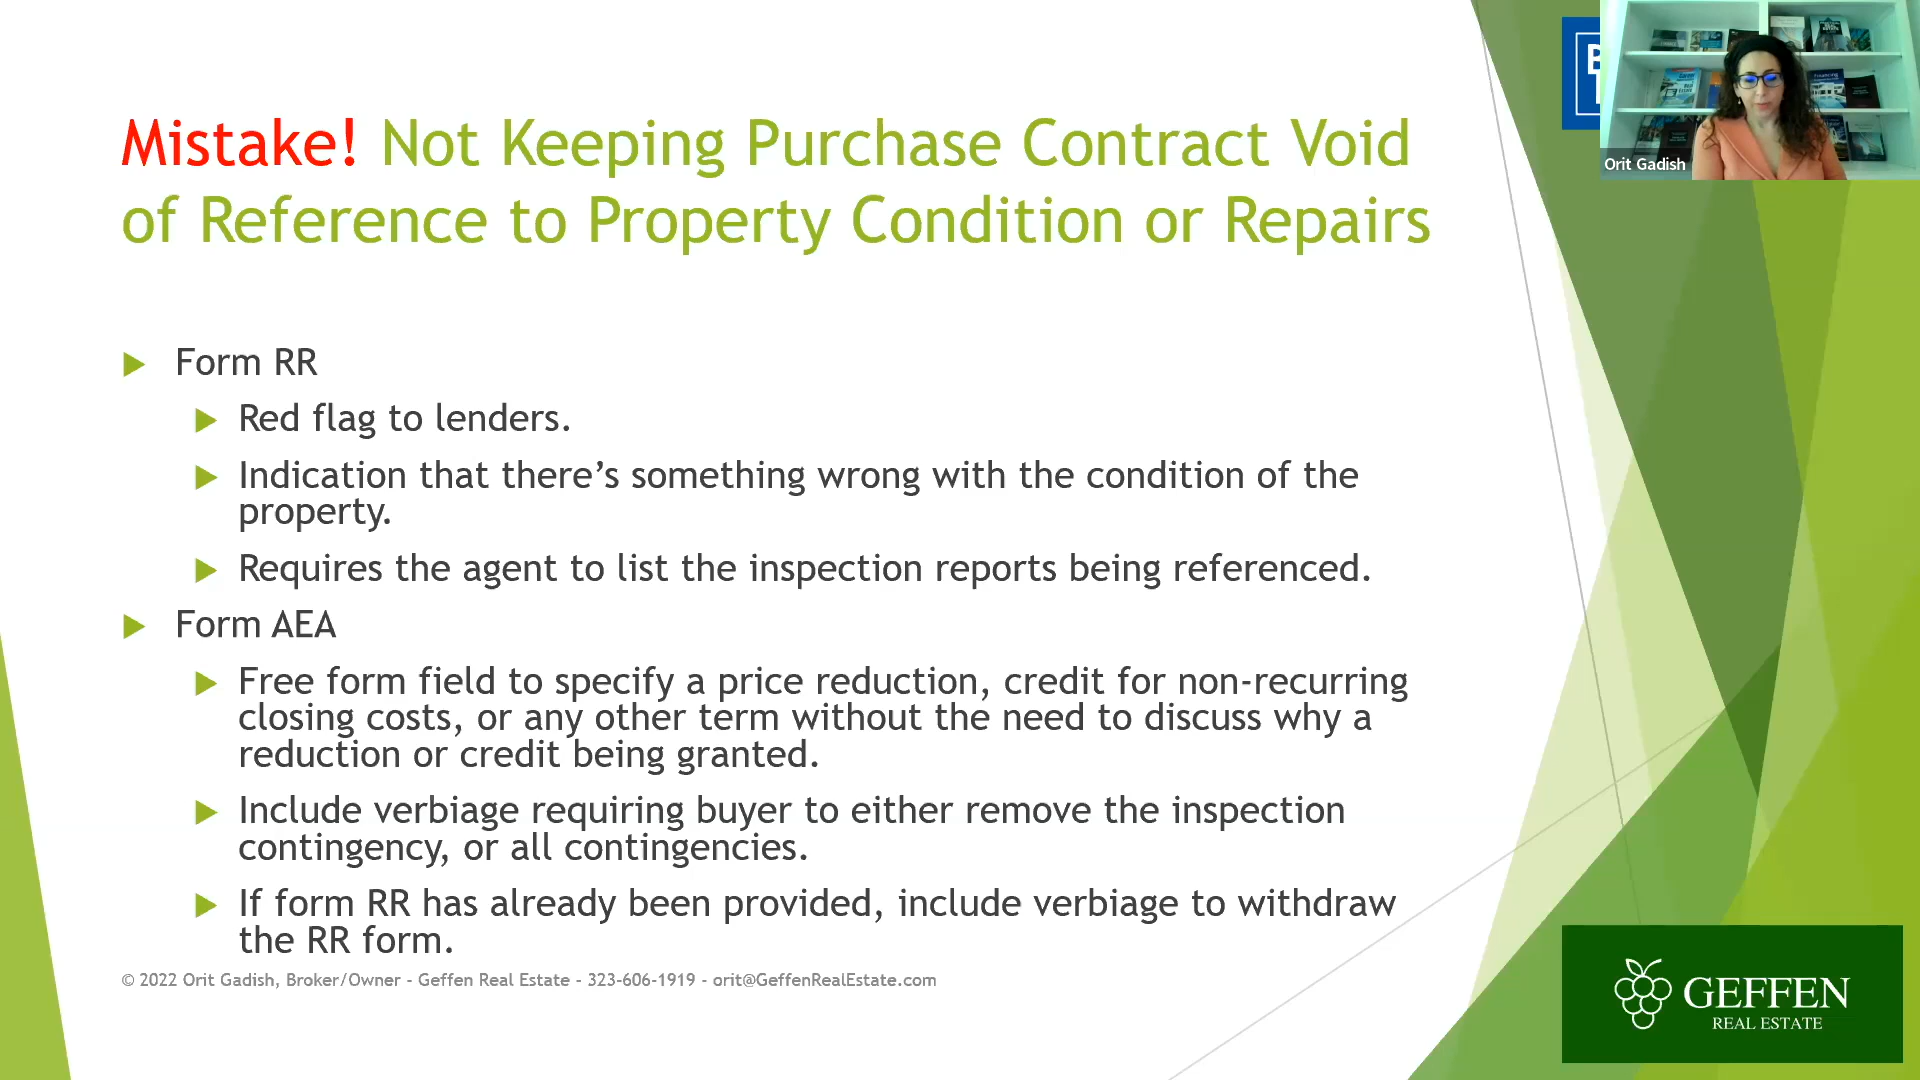 Mistake! Not Keeping Purchase Contract Void
of Reference to Property Condition or Repairs
Form RR
Red flag to lenders.
Indication that there’s something wrong with the condition of the
property.
Requires the agent to list the inspection reports being referenced.
Form AEA
Free form field to specify a price reduction, credit for non-recurring
closing costs, or any other term without the need to discuss why a
reduction or credit being granted.
Include verbiage requiring buyer to either remove the inspection
contingency, or all contingencies.
If form RR has already been provided, include verbiage to withdraw
the RR form.
© 2022 Orit Gadish, Broker/Owner - Geffen Real Estate - 323-606-1919 - orit@GeffenRealEstate.com
Orit Gadish
GEFFEN
REAL ESTATE